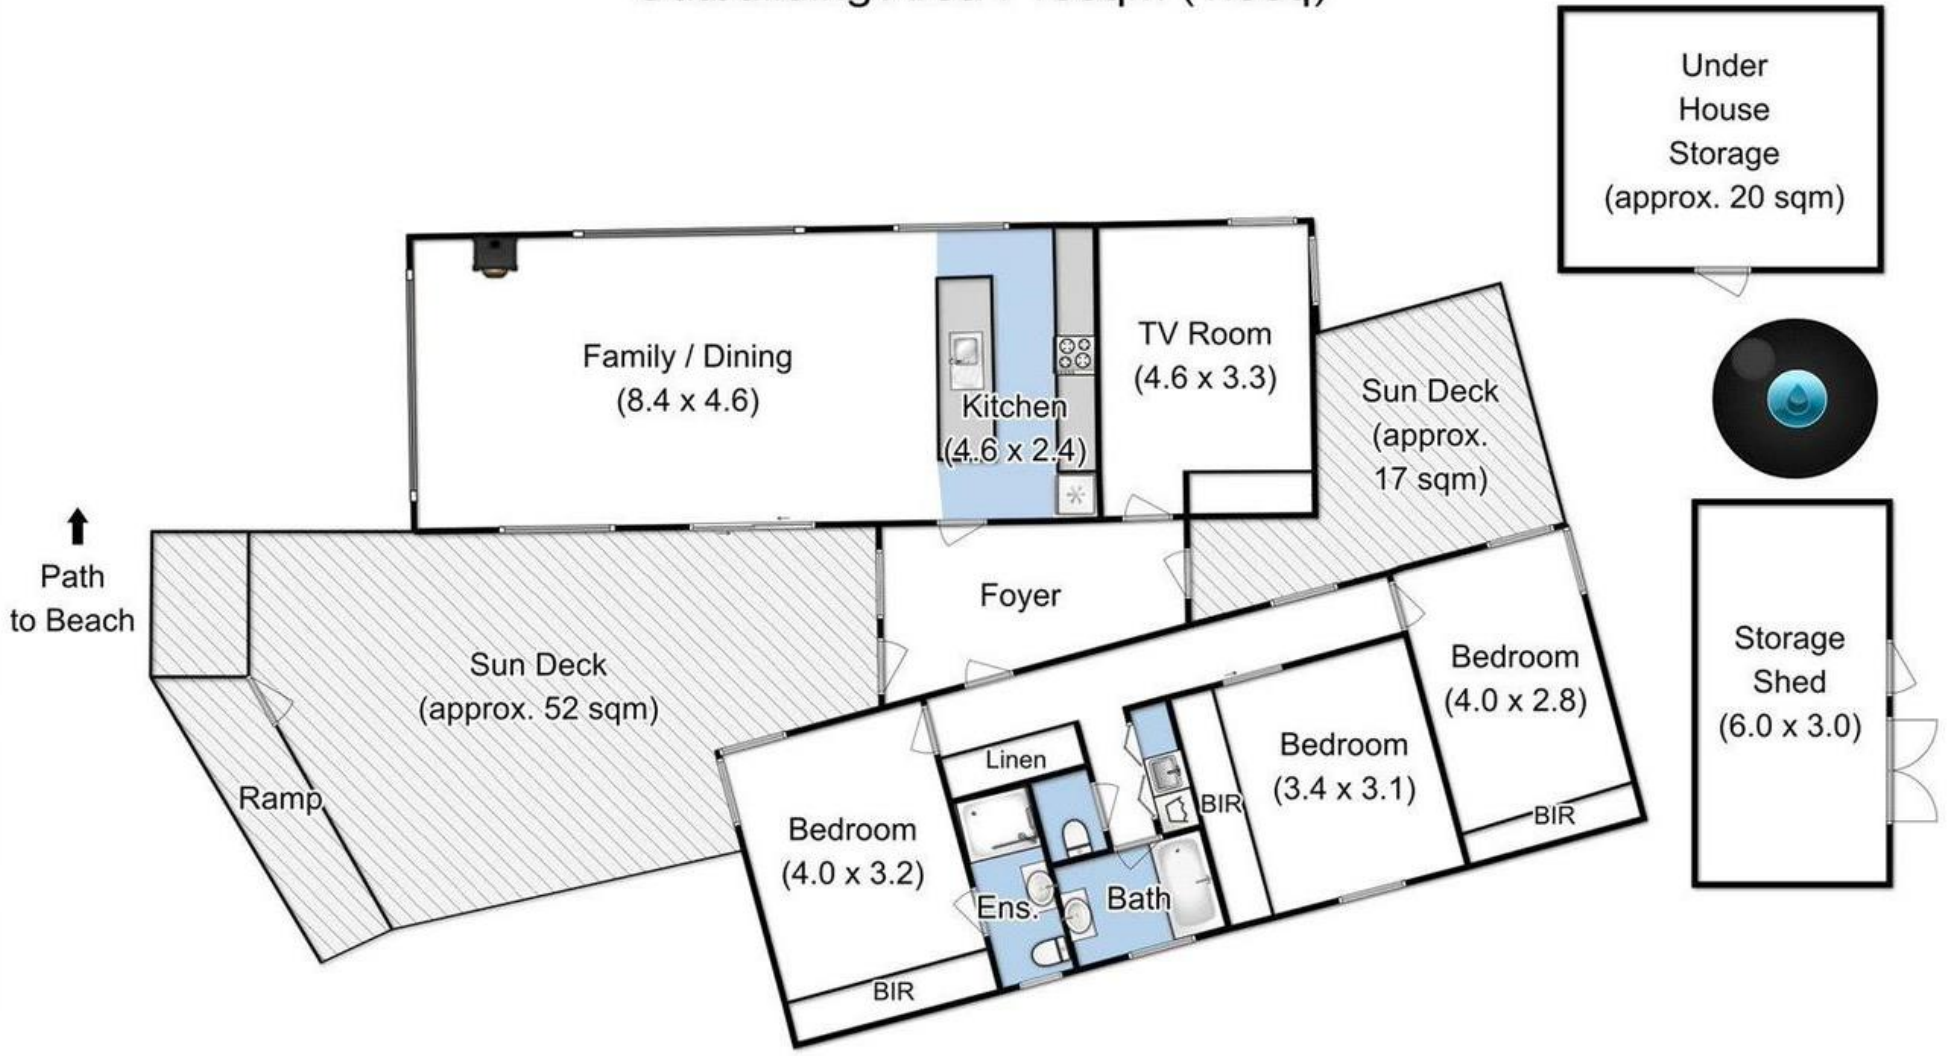 Under
House
Storage
(approx. 20 sqm)
Family / Dining
(8.4 x 4.6)
Kitchen
(4.6 x 2.4)
TV Room
(4.6 x 3.3)
Sun Deck
(approx.
17 sqm)
Path
to Beach
Foyer
Sun Deck
(approx. 52 sqm)
Ramp
Storage
Shed
(6.0 x 3.0)
Bedroom
(4.0 x 2.8)
BIR
Bedroom
(3.4 x 3.1)
BIR
Linen
Bedroom
(4.0 x 3.2)
Ens.
Bath
BIR